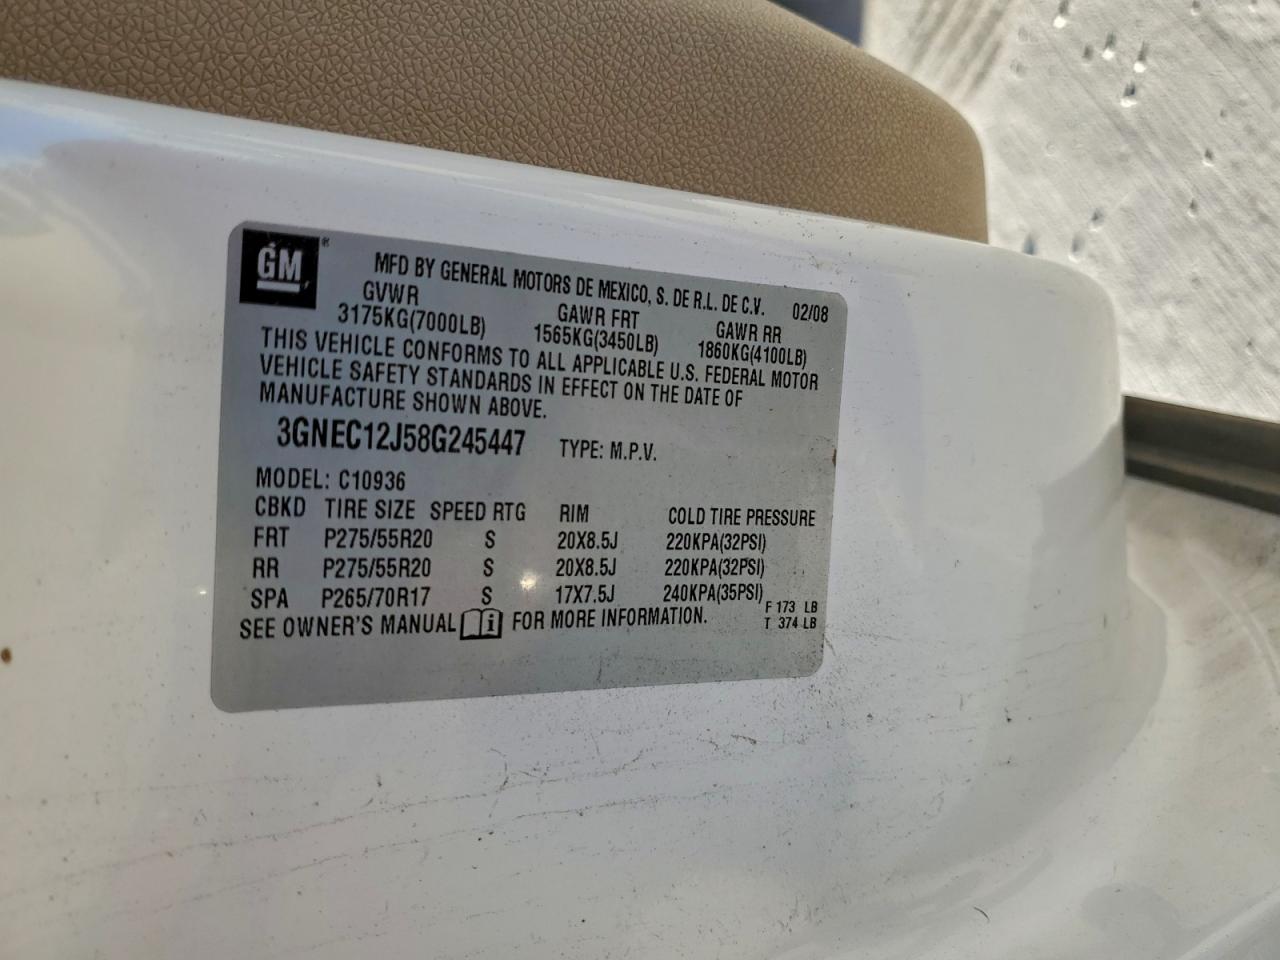 GM ®
MFD BY GENERAL MOTORS DE MEXICO, S. DE R.L. DE C.V. 02/08
GVWR GAWR FRT GAWR RR
3175KG(7000LB) 1565KG(3450LB) 1860KG(4100LB)
THIS VEHICLE CONFORMS TO ALL APPLICABLE U.S. FEDERAL MOTOR
VEHICLE SAFETY STANDARDS IN EFFECT ON THE DATE OF
MANUFACTURE SHOWN ABOVE.
3GNEC12J58G245447 TYPE: M.P.V.
MODEL: C10936
CBKD TIRE SIZE SPEED RTG RIM COLD TIRE PRESSURE
FRT P275/55R20 S 20X8.5J 220KPA(32PSI)
RR P275/55R20 S 20X8.5J 220KPA(32PSI)
SPA P265/70R17 S 17X7.5J 240KPA(35PSI)
F 173 LB
SEE OWNER'S MANUAL i FOR MORE INFORMATION. T 374 LB